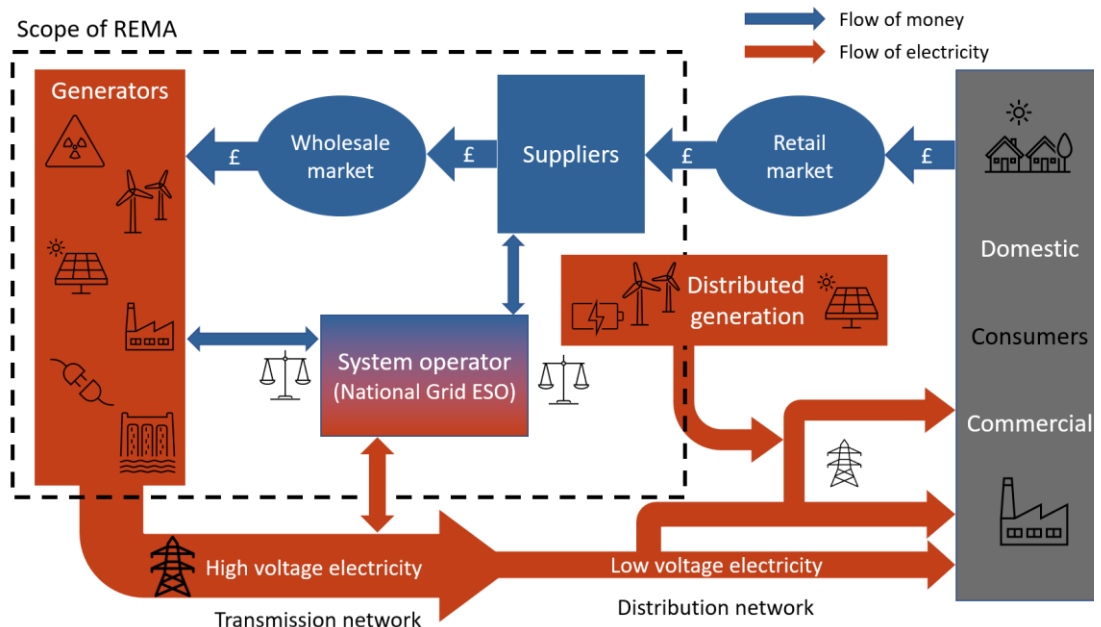 Scope of REMA
Flow of money
Flow of electricity
Generators
£
Wholesale
market
£
Suppliers
£
Retail
market
£
Domestic
Consumers
Commercial
Distributed
generation
System operator
(National Grid ESO)
High voltage electricity
Low voltage electricity
Transmission network
Distribution network